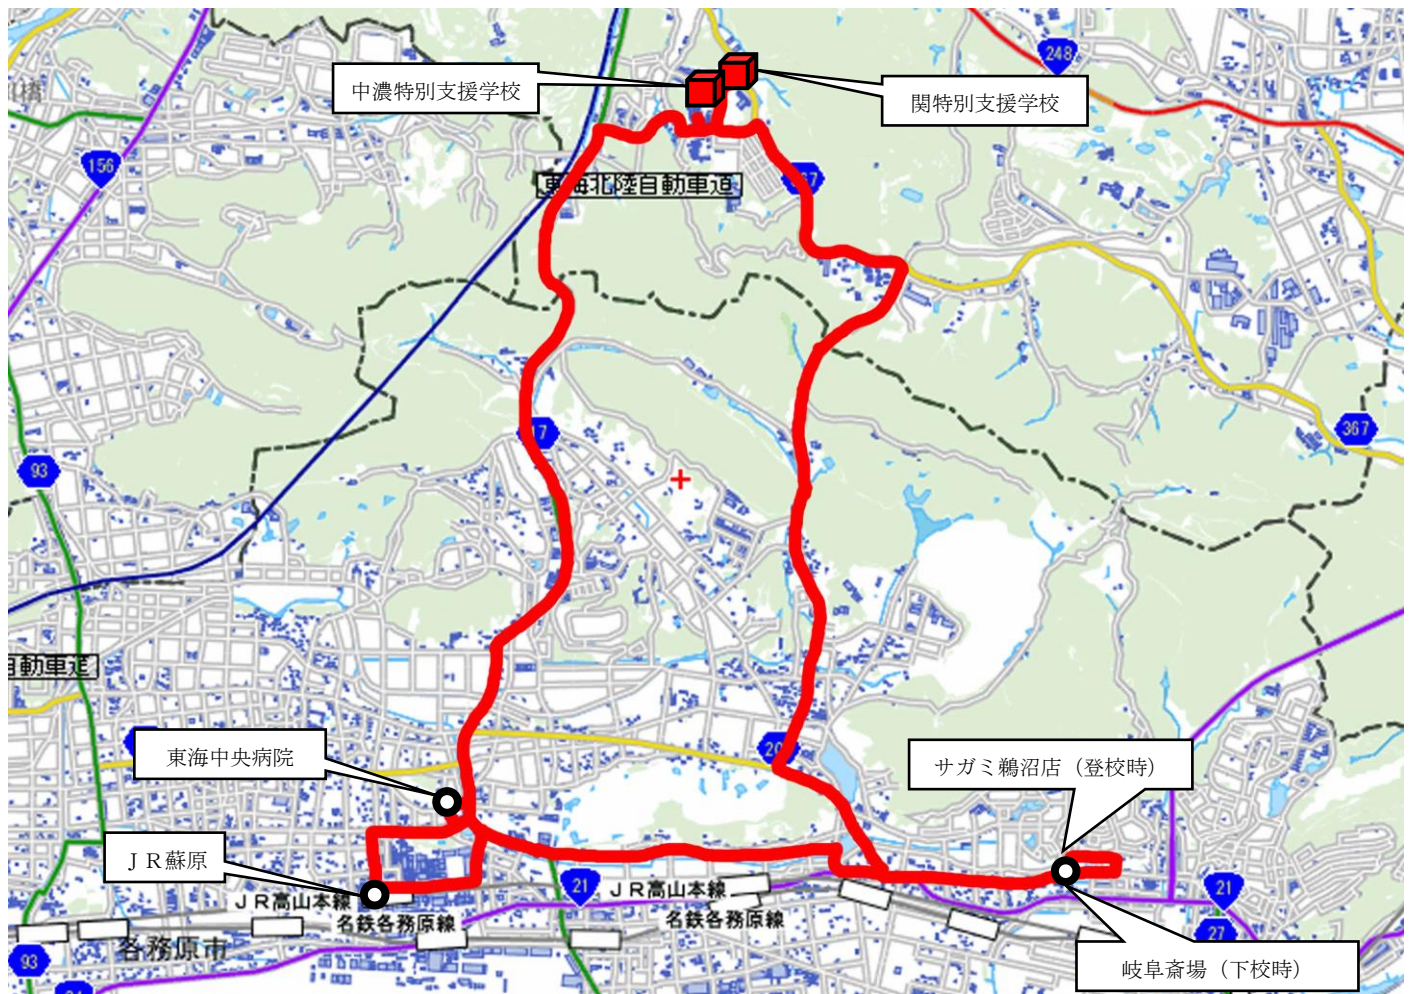 248
中濃特別支援学校
関特別支援学校
橋
156
東海北陸自動車道
17
367
93
自動車道
東海中央病院
サガミ鵜沼店（登校時）
ＪＲ蘇原
ＪＲ高山本線
21
ＪＲ高山本線
21
名鉄各務原線
名鉄各務原線
27
各務原市
93
岐阜斎場（下校時）